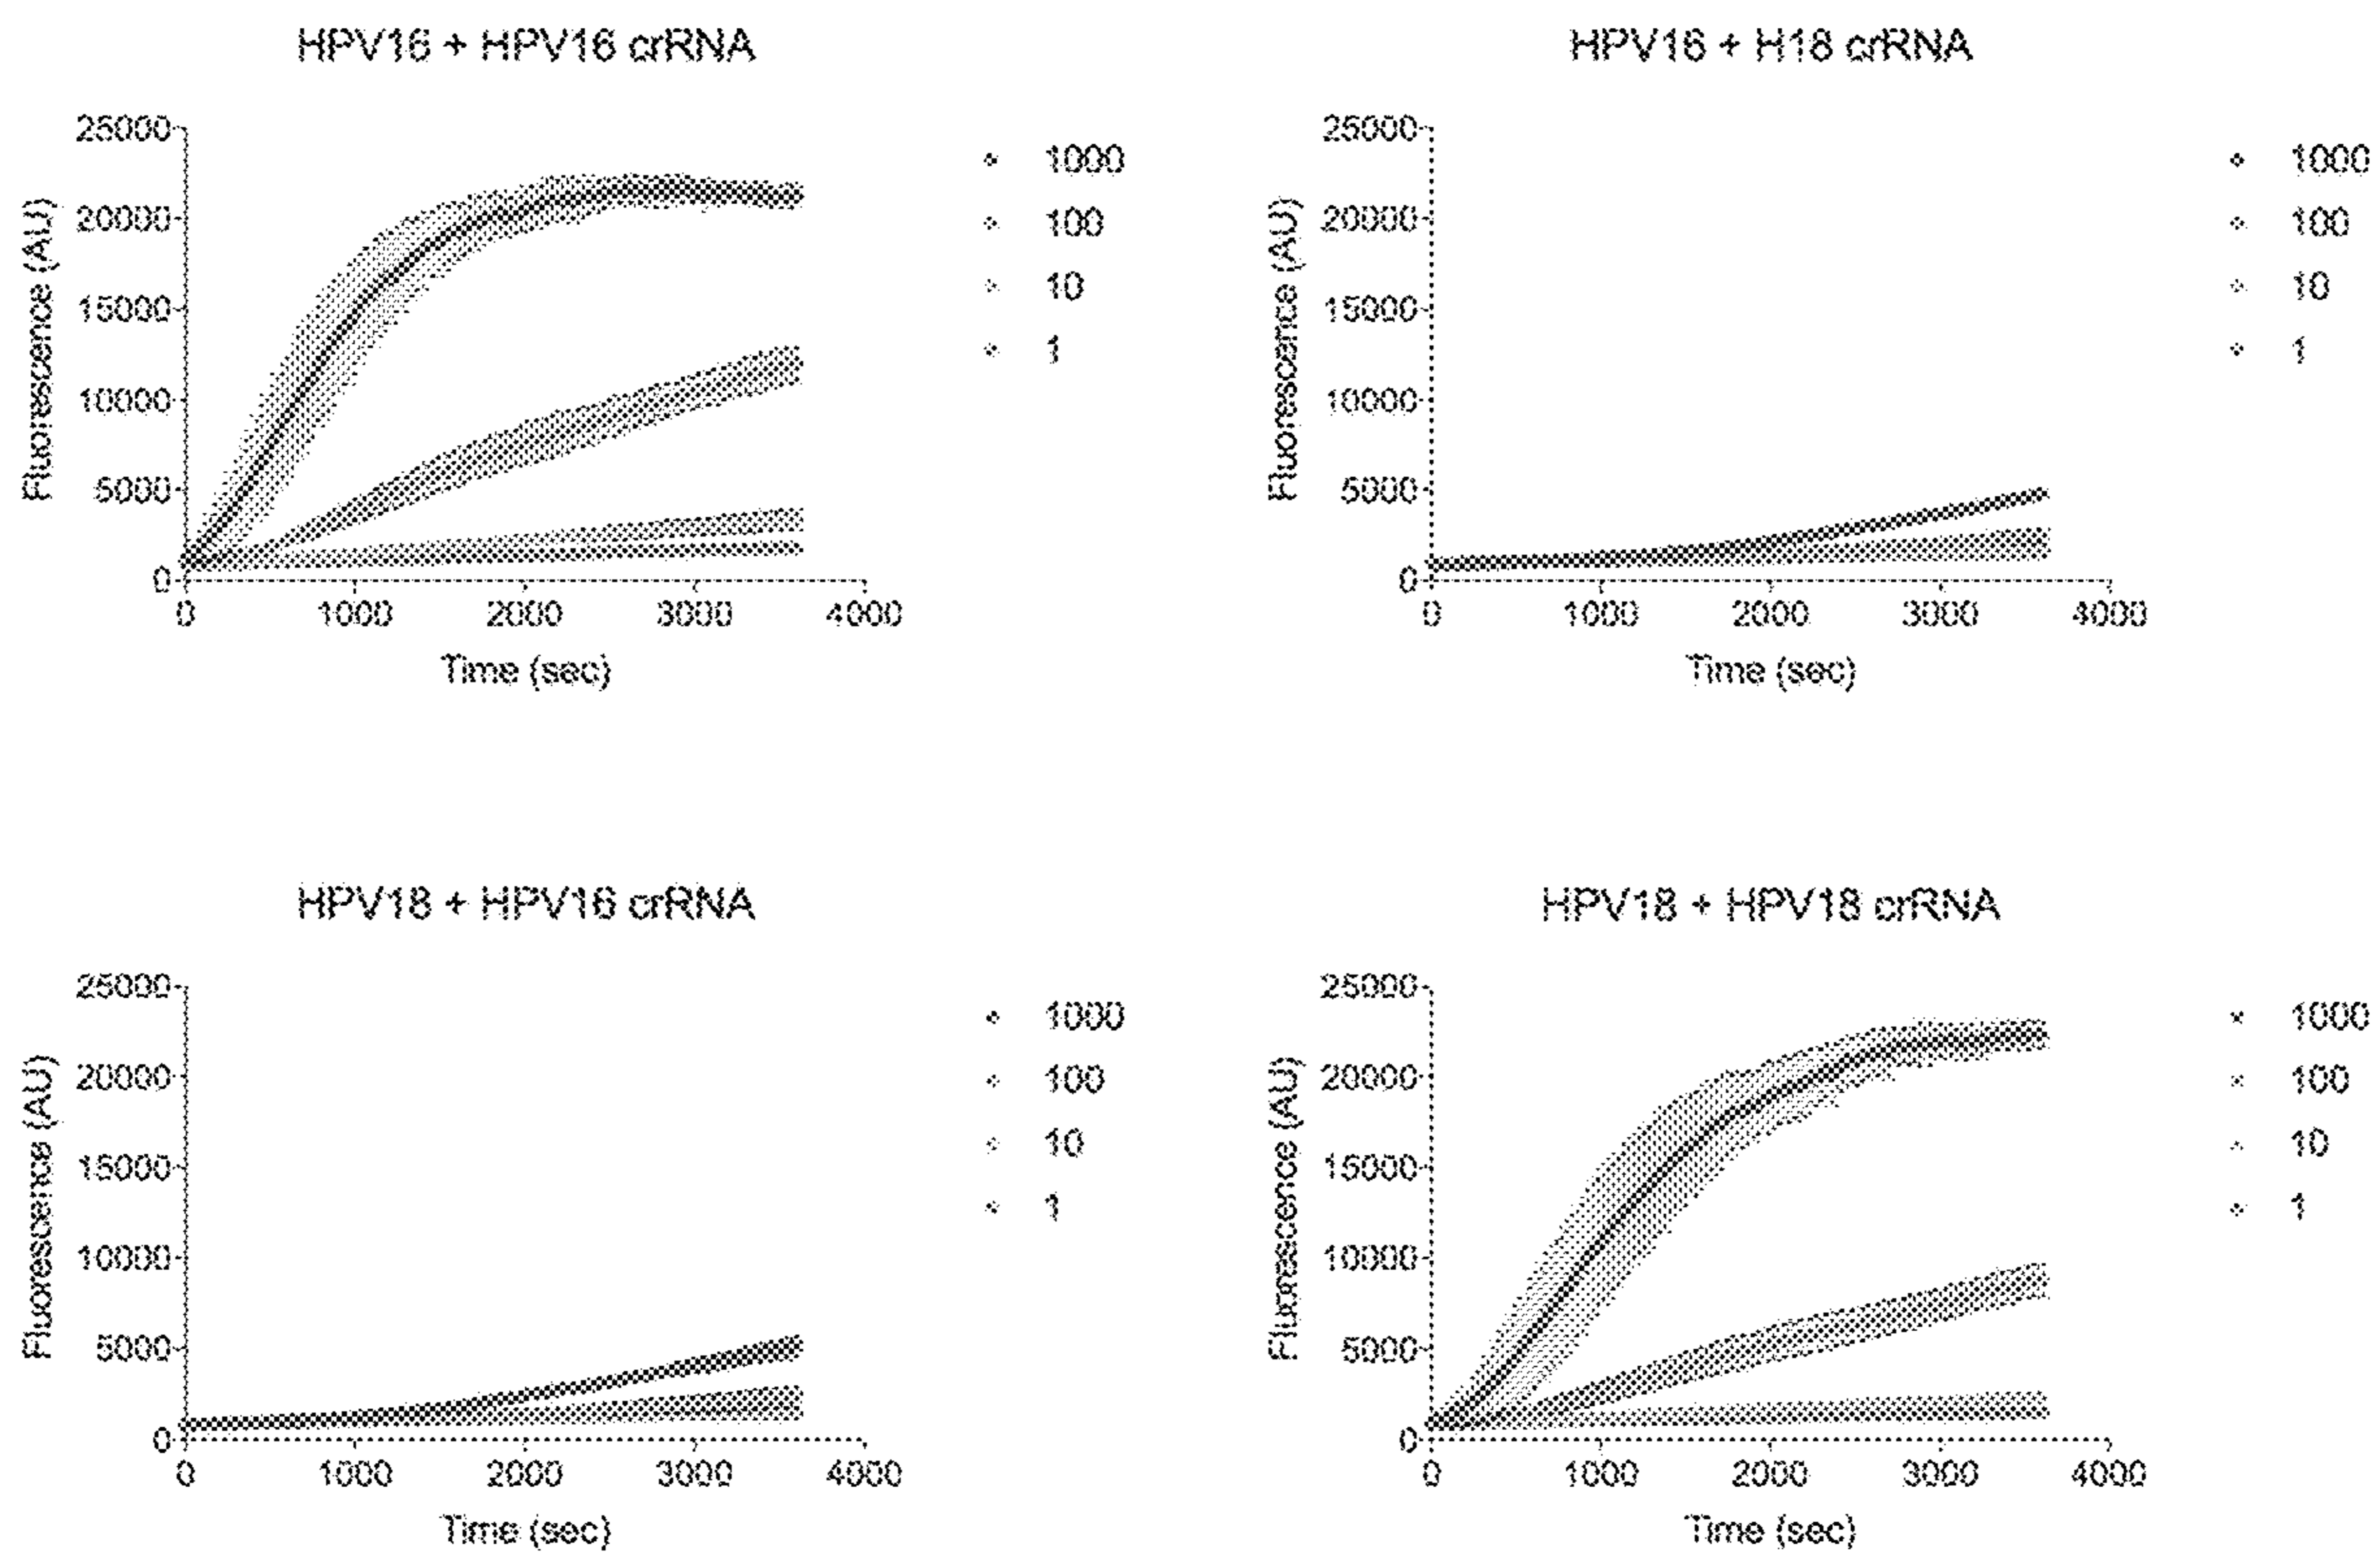 HPV16 + HPV16 crRNA
25000
20000
15000
10000
5000
0
Fluorescence (AU)
0 1000 2000 3000 4000
Time (sec)
1000
100
10
1
HPV16 + H18 crRNA
25000
20000
15000
10000
5000
0
Fluorescence (AU)
0 1000 2000 3000 4000
Time (sec)
1000
100
10
1
HPV18 + HPV16 crRNA
25000
20000
15000
10000
5000
0
Fluorescence (AU)
0 1000 2000 3000 4000
Time (sec)
1000
100
10
1
HPV18 + HPV18 crRNA
25000
20000
15000
10000
5000
0
Fluorescence (AU)
0 1000 2000 3000 4000
Time (sec)
1000
100
10
1